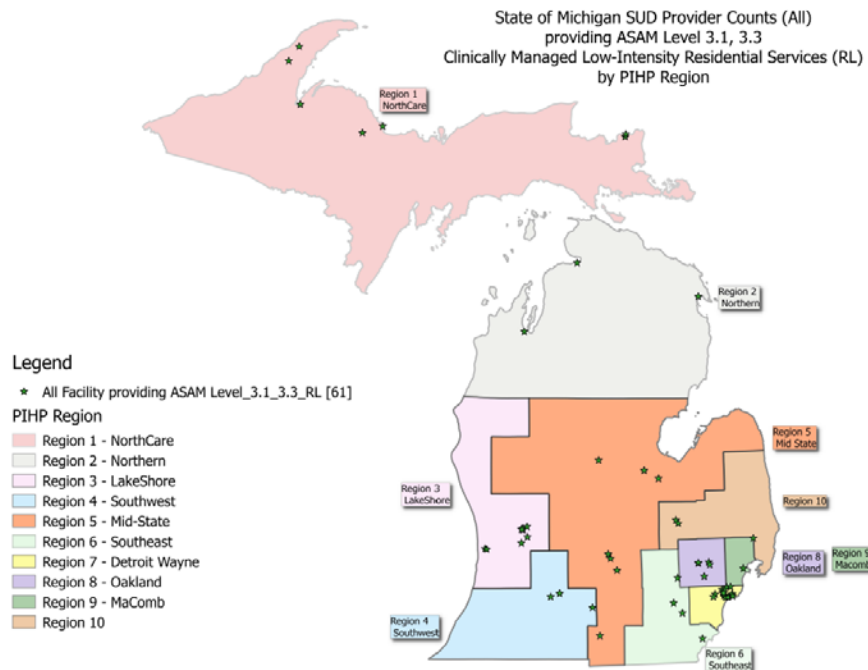 State of Michigan SUD Provider Counts (All)
providing ASAM Level 3.1, 3.3
Clinically Managed Low-Intensity Residential Services (RL)
by PIHP Region
Region 1
NorthCare
Region 2
Northern
Legend
All Facility providing ASAM Level_3.1_3.3_RL [61]
PIHP Region
Region 1 - NorthCare
Region 2 - Northern
Region 3 - LakeShore
Region 4 - Southwest
Region 5 - Mid-State
Region 6 - Southeast
Region 7 - Detroit Wayne
Region 8 - Oakland
Region 9 - MaComb
Region 10
Region 5
Mid State
Region 3
LakeShore
Region 10
Region 8
Oakland
Region 9
Macomb
Region 4
Southwest
Region 6
Southeast